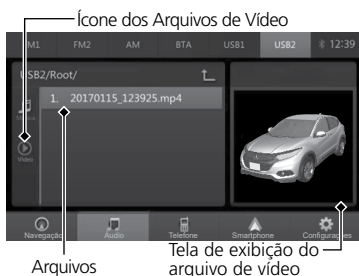 Ícone dos Arquivos de Vídeo
FM1 FM2 AM BTA USB1 USB2 12:39
USB2/Root/
1. 20170115_123925.mp4
Música
Vídeo
Navegação Áudio Telefone Smartphone Configurações
Arquivos
Tela de exibição do
arquivo de vídeo